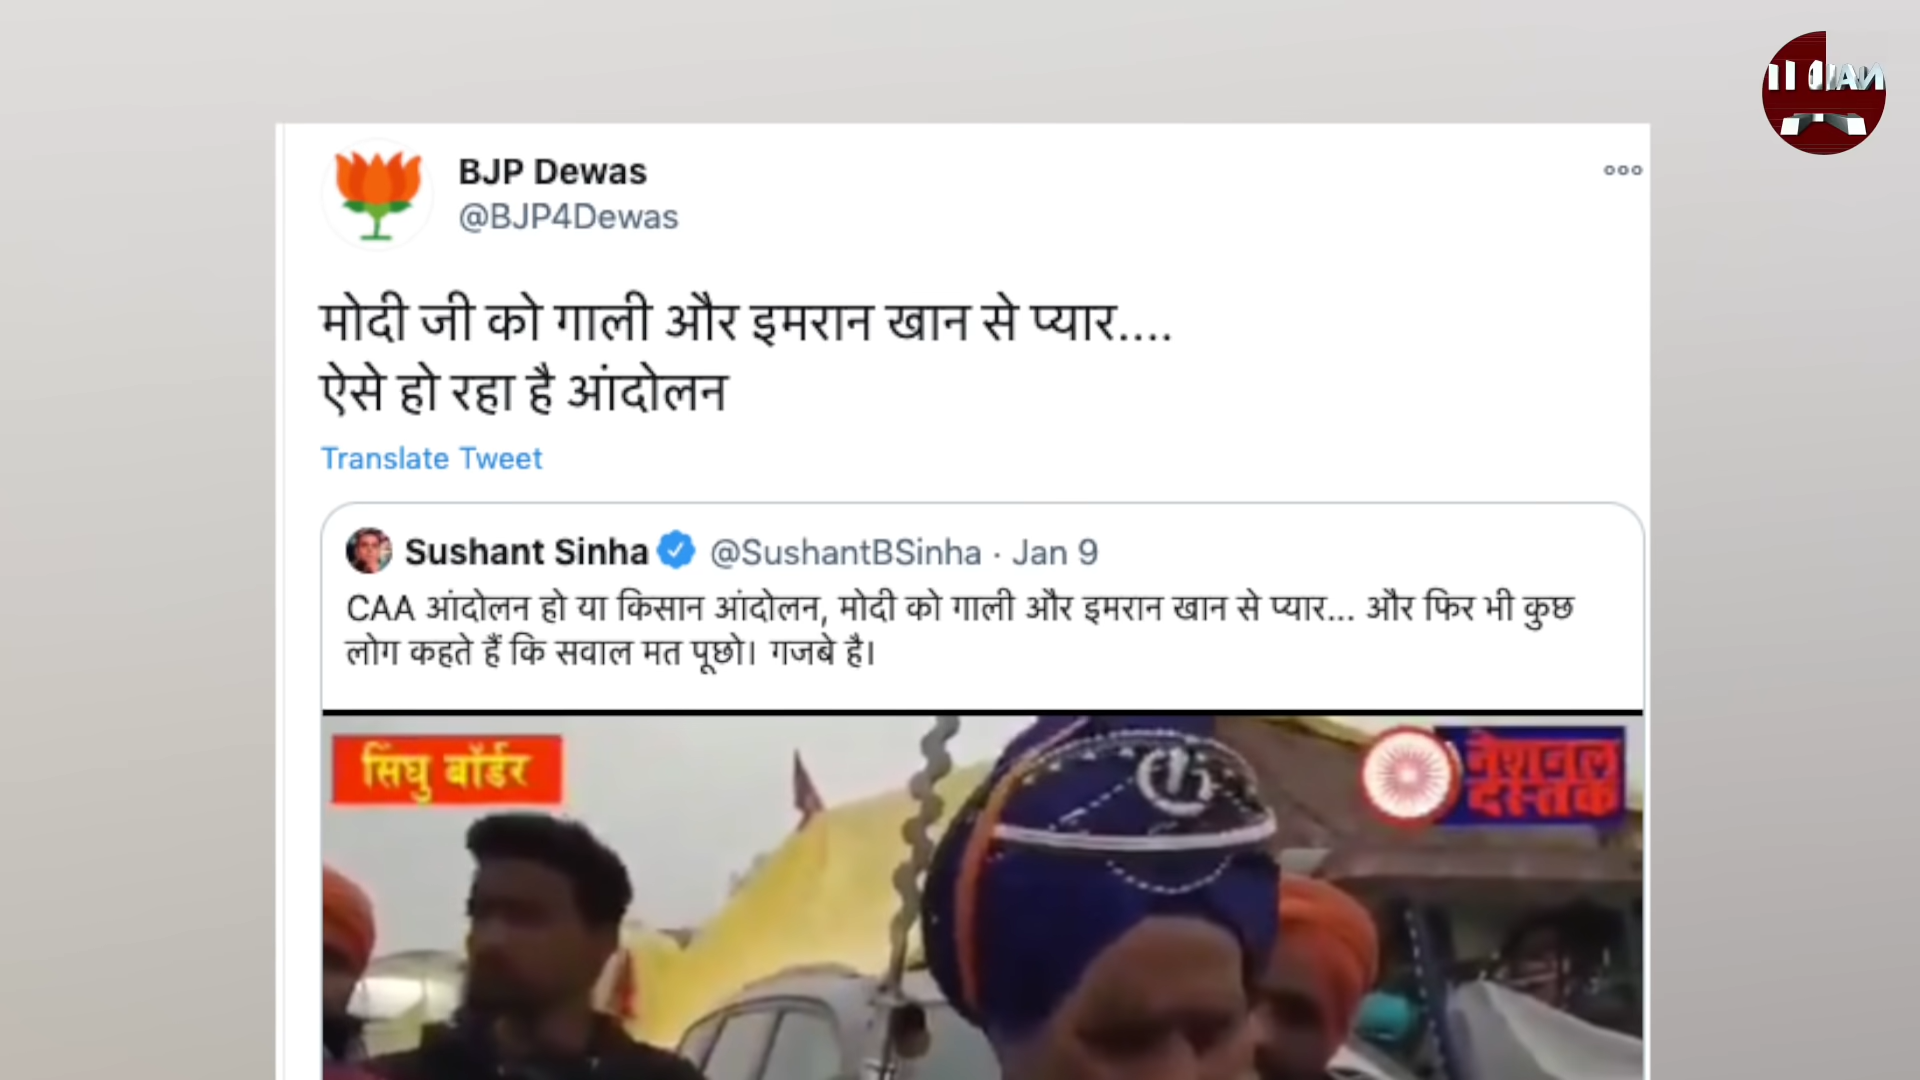 BJP Dewas
@BJP4Dewas
मोदी जी को गाली और इमरान खान से प्यार....
ऐसे हो रहा है आंदोलन
Translate Tweet
Sushant Sinha @SushantBSinha · Jan 9
CAA आंदोलन हो या किसान आंदोलन, मोदी को गाली और इमरान खान से प्यार... और फिर भी कुछ
लोग कहते हैं कि सवाल मत पूछो। गजबे है।
सिंघु बॉर्डर
नेशनल
दस्तक